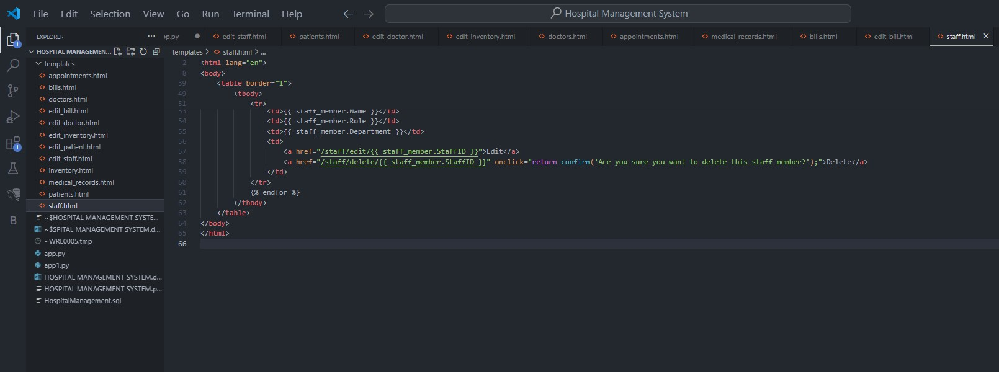 File Edit Selection View Go Run Terminal Help
Hospital Management System
EXPLORER
HOSPITAL MANAGEMEN...
templates
appointments.html
bills.html
doctors.html
edit_bill.html
edit_doctor.html
edit_inventory.html
edit_patient.html
edit_staff.html
inventory.html
medical_records.html
patients.html
staff.html
~$HOSPITAL MANAGEMENT SYSTE...
~$SPITAL MANAGEMENT SYSTEM.d...
~WRL0005.tmp
app.py
app1.py
HOSPITAL MANAGEMENT SYSTEM.d...
HOSPITAL MANAGEMENT SYSTEM.p...
HospitalManagement.sql
1
1
B
pp.py edit_staff.html patients.html edit_doctor.html edit_inventory.html doctors.html appointments.html medical_records.html bills.html edit_bill.html staff.html
templates > staff.html > ...
2 <html lang="en">
8 <body>
39 <table border="1">
49 <tbody>
51 <tr>
53 <td>{{ staff_member.Name }}</td>
54 <td>{{ staff_member.Role }}</td>
55 <td>{{ staff_member.Department }}</td>
56 <td>
57 <a href="/staff/edit/{{ staff_member.StaffID }}">Edit</a>
58 <a href="/staff/delete/{{ staff_member.StaffID }}" onclick="return confirm('Are you sure you want to delete this staff member?');">Delete</a>
59 </td>
60 </tr>
61 {% endfor %}
62 </tbody>
63 </table>
64 </body>
65 </html>
66